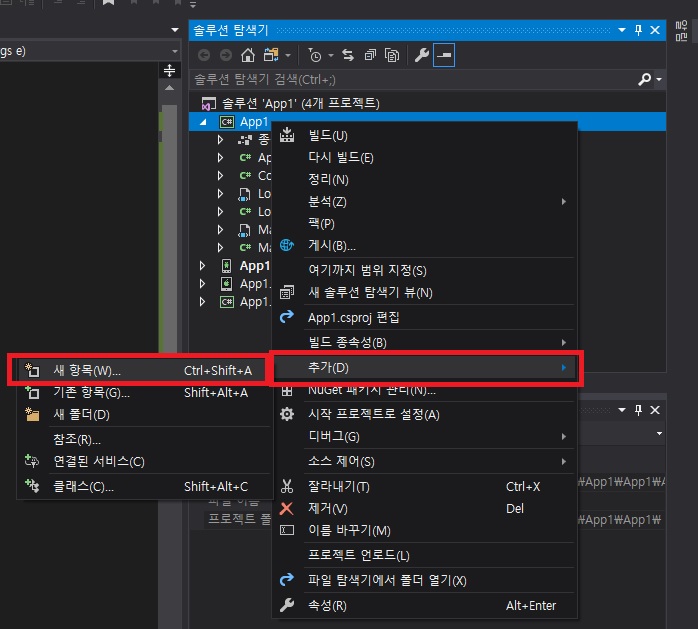 솔루션 탐색기
알림
gs e)
솔루션 탐색기 검색(Ctrl+;)
솔루션 'App1' (4개 프로젝트)
App1
종
Ap
Co
Lo
Lo
Ma
Ma
App1
App1.
App1.
빌드(U)
다시 빌드(E)
정리(N)
분석(Z)
팩(P)
게시(B)...
여기까지 범위 지정(S)
새 솔루션 탐색기 뷰(N)
App1.csproj 편집
빌드 종속성(B)
추가(D)
NuGet 패키지 관리(N)...
시작 프로젝트로 설정(A)
디버그(G)
소스 제어(S)
잘라내기(T) Ctrl+X
제거(V) Del
이름 바꾸기(M)
프로젝트 언로드(L)
파일 탐색기에서 폴더 열기(X)
속성(R) Alt+Enter
새 항목(W)... Ctrl+Shift+A
기존 항목(G)... Shift+Alt+A
새 폴더(D)
참조(R)...
연결된 서비스(C)
클래스(C)... Shift+Alt+C
파일 이름
프로젝트 폴
₩App1₩App1₩A
₩App1₩App1₩